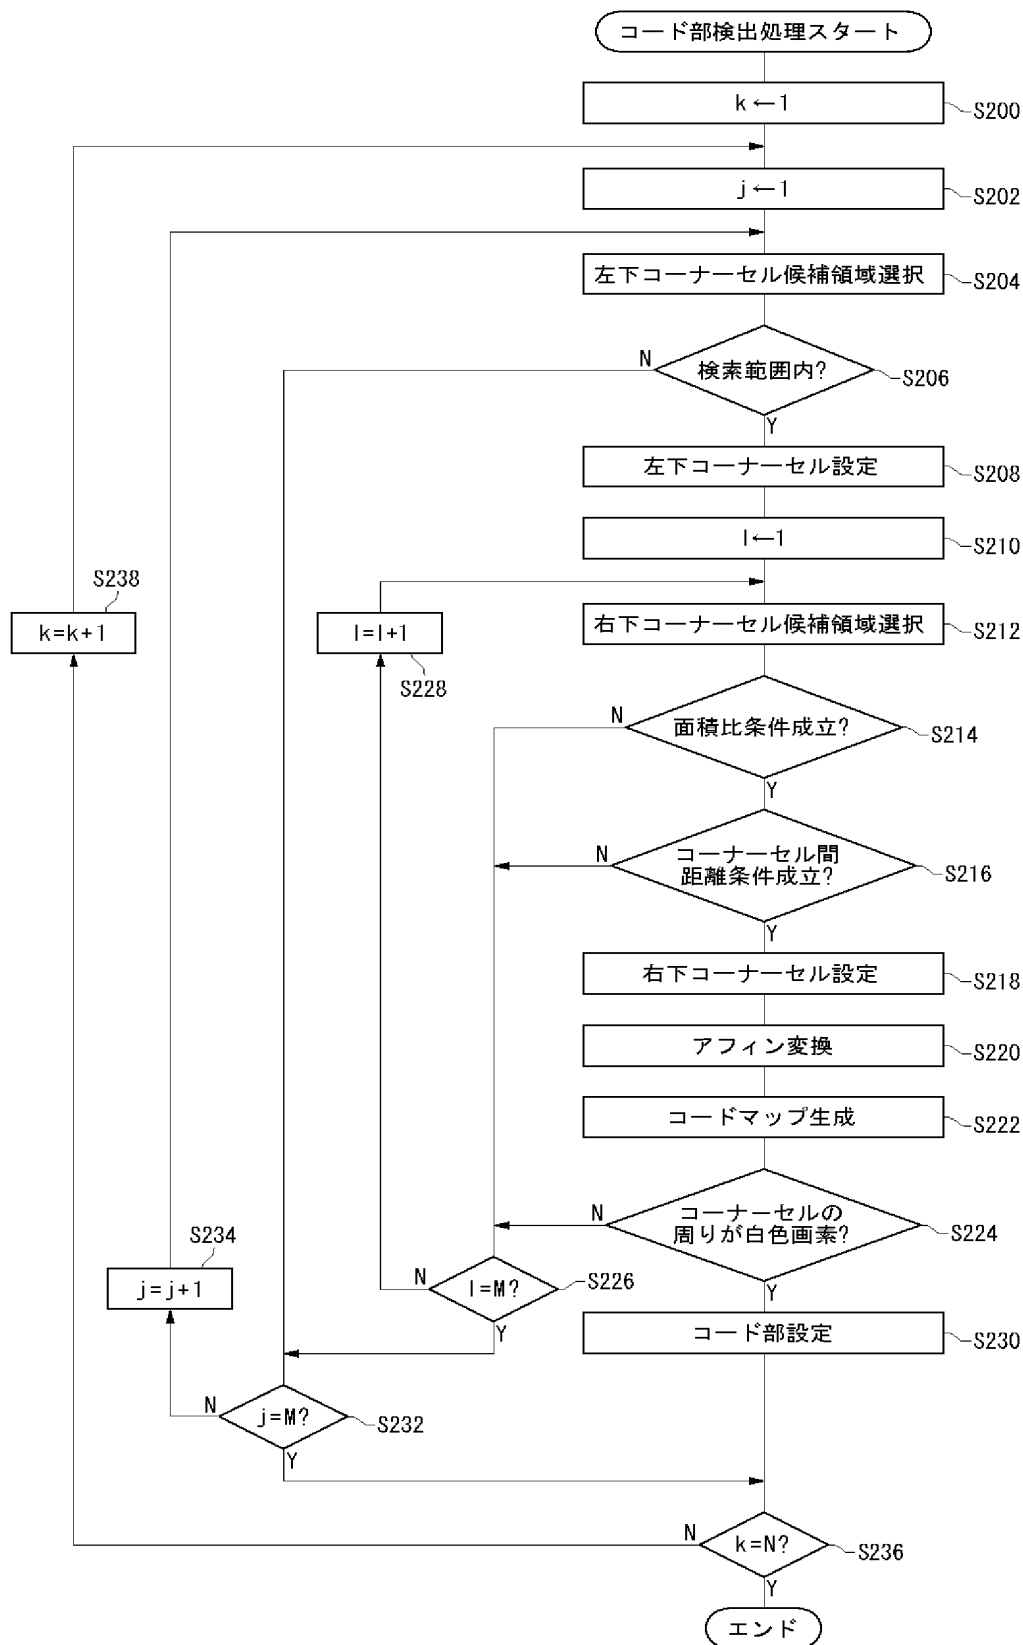 コード部検出処理スタート
k←1
S200
j←1
S202
左下コーナーセル候補領域選択
S204
N
検索範囲内?
S206
Y
左下コーナーセル設定
S208
l←1
S210
S238
k=k+1
l=l+1
S228
右下コーナーセル候補領域選択
S212
N
面積比条件成立?
S214
Y
N
コーナーセル間
距離条件成立?
S216
Y
右下コーナーセル設定
S218
アフィン変換
S220
コードマップ生成
S222
N
コーナーセルの
周りが白色画素?
S224
Y
S234
j=j+1
N
l=M?
S226
Y
コード部設定
S230
N
j=M?
S232
Y
N
k=N?
S236
Y
エンド